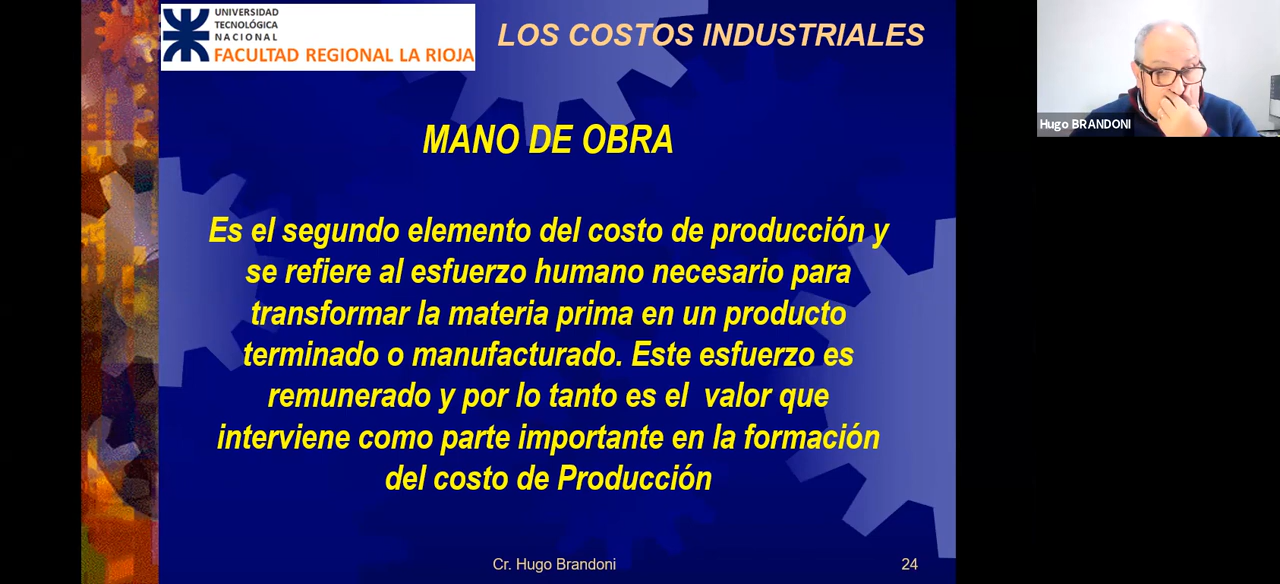 UNIVERSIDAD
TECNOLÓGICA
NACIONAL
FACULTAD REGIONAL LA RIOJA
LOS COSTOS INDUSTRIALES
Hugo BRANDONI
MANO DE OBRA
Es el segundo elemento del costo de producción y
se refiere al esfuerzo humano necesario para
transformar la materia prima en un producto
terminado o manufacturado. Este esfuerzo es
remunerado y por lo tanto es el  valor que
interviene como parte importante en la formación
del costo de Producción
Cr. Hugo Brandoni
24